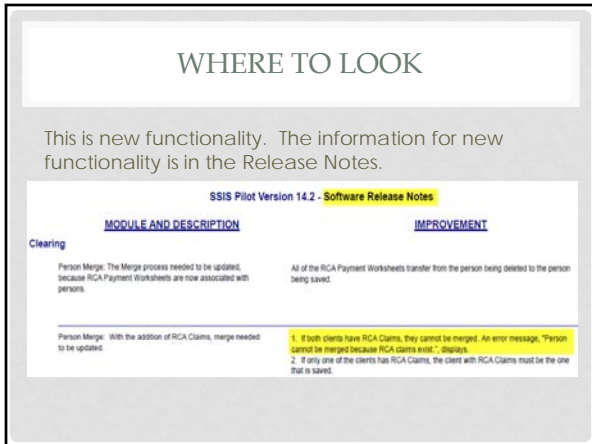 WHERE TO LOOK
This is new functionality.  The information for new
functionality is in the Release Notes.
SSIS Pilot Version 14.2 - Software Release Notes
MODULE AND DESCRIPTION
IMPROVEMENT
Clearing
Person Merge: The Merge process needed to be updated,
because RCA Payment Worksheets are now associated with
persons.
All of the RCA Payment Worksheets transfer from the person being deleted to the person
being saved.
Person Merge:  With the addition of RCA Claims, merge needed
to be updated.
1.  If both clients have RCA Claims, they cannot be merged.  An error message, "Person
cannot be merged because RCA claims exist.", displays.
2.  If only one of the clients has RCA Claims, the client with RCA Claims must be the one
that is saved.